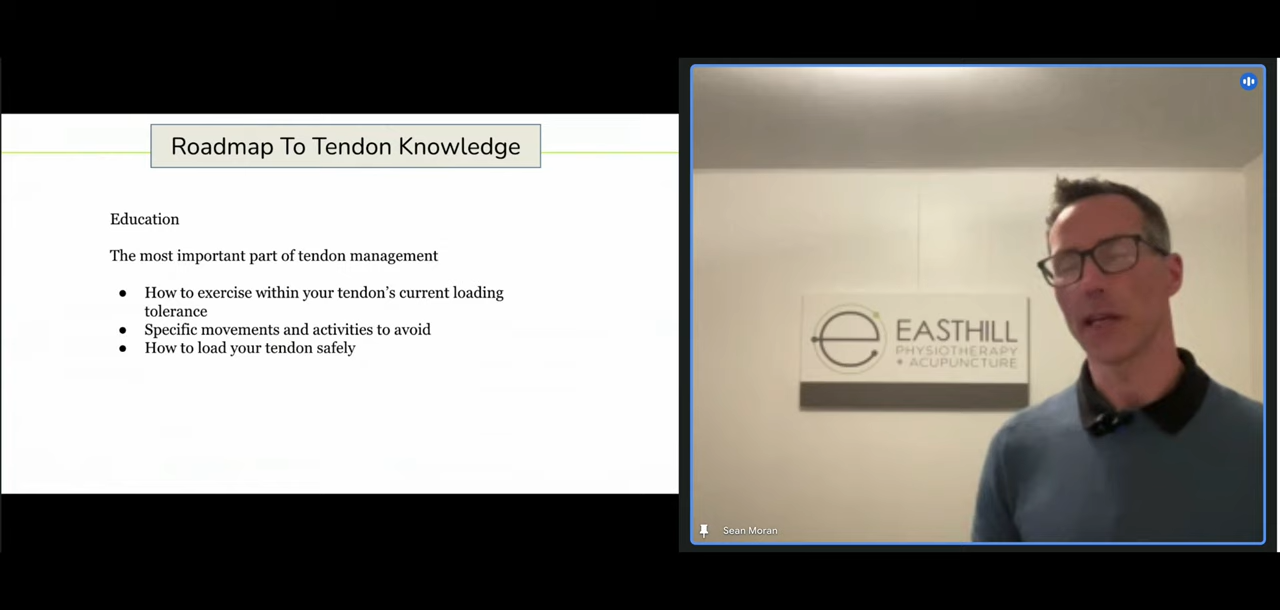 Roadmap To Tendon Knowledge
Education
The most important part of tendon management
● How to exercise within your tendon’s current loading
tolerance
● Specific movements and activities to avoid
● How to load your tendon safely
EASTHILL
PHYSIOTHERAPY
+ ACUPUNCTURE
Sean Moran